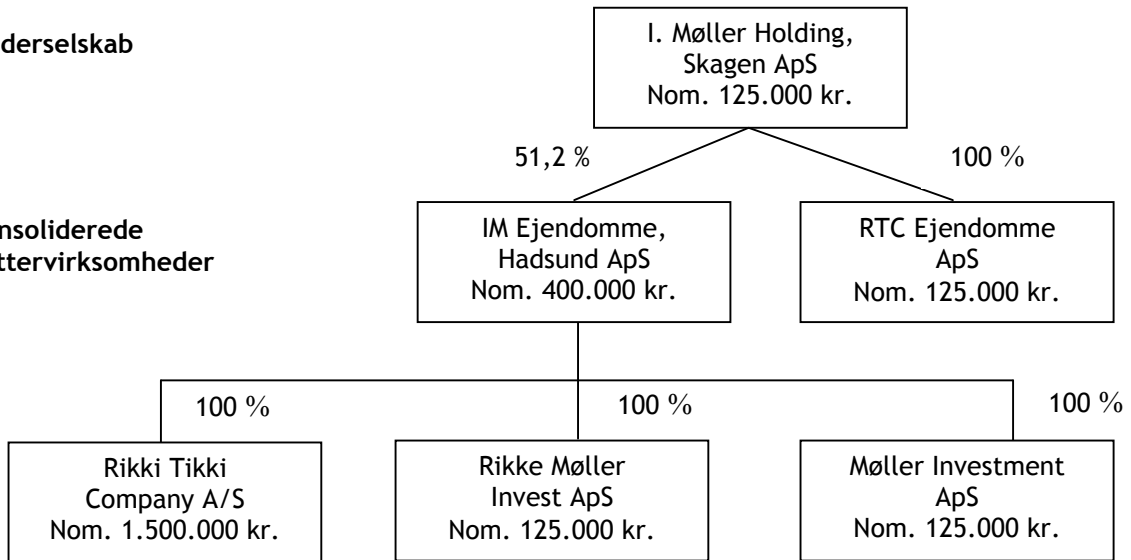 derselskab
I. Møller Holding,
Skagen ApS
Nom. 125.000 kr.
51,2 %
100 %
nsoliderede
ttervirksomheder
IM Ejendomme,
Hadsund ApS
Nom. 400.000 kr.
RTC Ejendomme
ApS
Nom. 125.000 kr.
100 %
100 %
100 %
Rikki Tikki
Company A/S
Nom. 1.500.000 kr.
Rikke Møller
Invest ApS
Nom. 125.000 kr.
Møller Investment
ApS
Nom. 125.000 kr.